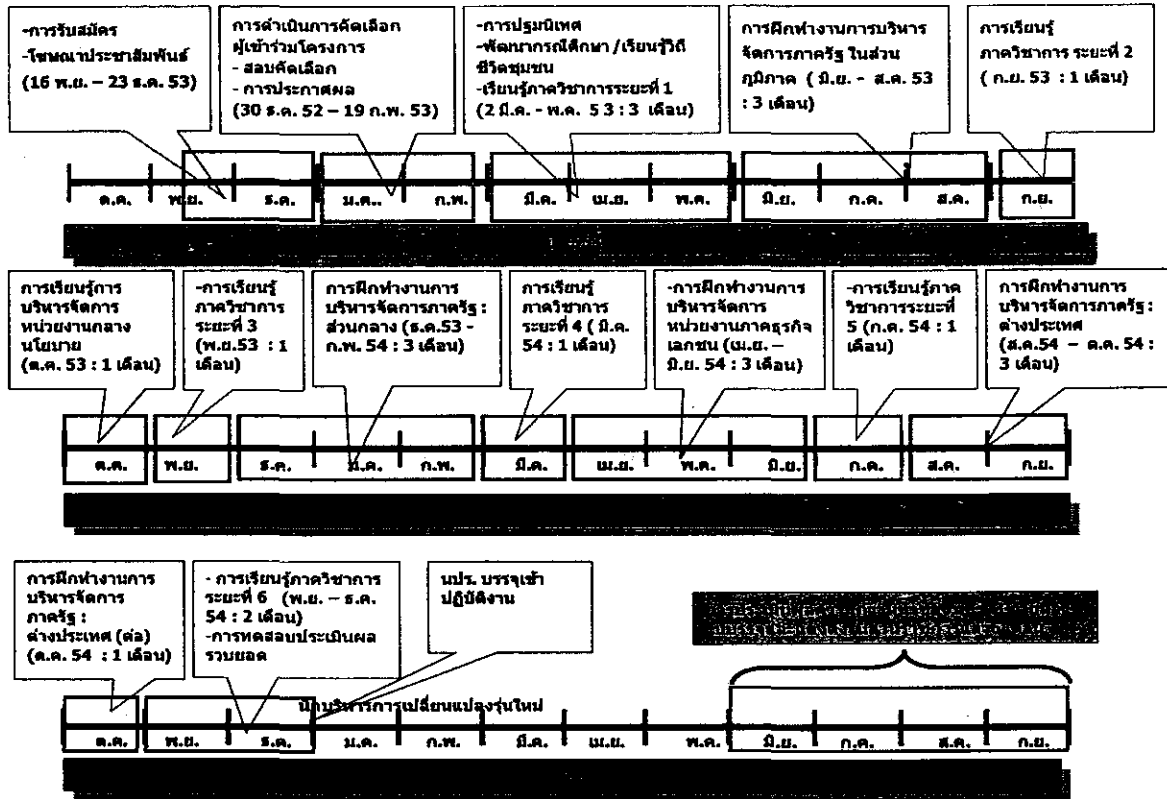 -การรับสมัคร
-โฆษณาประชาสัมพันธ์
(16 พ.ย. – 23 ธ.ค. 53)
การดำเนินการคัดเลือก
ผู้เข้าร่วมโครงการ
- สอบคัดเลือก
- การประกาศผล
(30 ธ.ค. 52 – 19 ก.พ. 53)
-การปฐมนิเทศ
-พัฒนากรณีศึกษา /เรียนรู้วิถี
ชีวิตชุมชน
-เรียนรู้ภาควิชาการระยะที่ 1
(2 มี.ค. - พ.ค. 5 3 : 3 เดือน)
การฝึกทำงานการบริหาร
จัดการภาครัฐ ในส่วน
ภูมิภาค ( มิ.ย. - ส.ค. 53
: 3 เดือน)
การเรียนรู้
ภาควิชาการ ระยะที่ 2
( ก.ย. 53 : 1 เดือน)
ต.ค. พ.ย. ธ.ค. ม.ค.. ก.พ. มี.ค. เม.ย. พ.ค. มิ.ย. ก.ค. ส.ค. ก.ย.
การเรียนรู้การ
บริหารจัดการ
หน่วยงานกลาง
นโยบาย
(ต.ค. 53 : 1 เดือน)
-การเรียนรู้
ภาควิชาการ
ระยะที่ 3
(พ.ย.53 : 1
เดือน)
การฝึกทำงานการ
บริหารจัดการภาครัฐ :
ส่วนกลาง (ธ.ค.53 -
ก.พ. 54 : 3 เดือน)
การเรียนรู้
ภาควิชาการ
ระยะที่ 4 ( มี.ค.
54 : 1 เดือน)
-การฝึกทำงานการ
บริหารจัดการ
หน่วยงานภาคธุรกิจ
เอกชน (เม.ย. –
มิ.ย. 54 : 3 เดือน)
-การเรียนรู้ภาค
วิชาการระยะที่
5 (ก.ค. 54 : 1
เดือน)
การฝึกทำงานการ
บริหารจัดการภาครัฐ:
ต่างประเทศ
(ส.ค.54 – ต.ค. 54 :
3 เดือน)
ต.ค. พ.ย. ธ.ค. ม.ค. ก.พ. มี.ค. เม.ย. พ.ค. มิ.ย. ก.ค. ส.ค. ก.ย.
การฝึกทำงานการ
บริหารจัดการ
ภาครัฐ :
ต่างประเทศ (ต่อ)
(ต.ค. 54 : 1 เดือน)
- การเรียนรู้ภาควิชาการ
ระยะที่ 6 (พ.ย. – ธ.ค.
54 : 2 เดือน)
-การทดสอบประเมินผล
รวบยอด
นปร. บรรจุเข้า
ปฏิบัติงาน
นักบริหารการเปลี่ยนแปลงรุ่นใหม่
ต.ค. พ.ย. ธ.ค. ม.ค. ก.พ. มี.ค. เม.ย. พ.ค. มิ.ย. ก.ค. ส.ค. ก.ย.